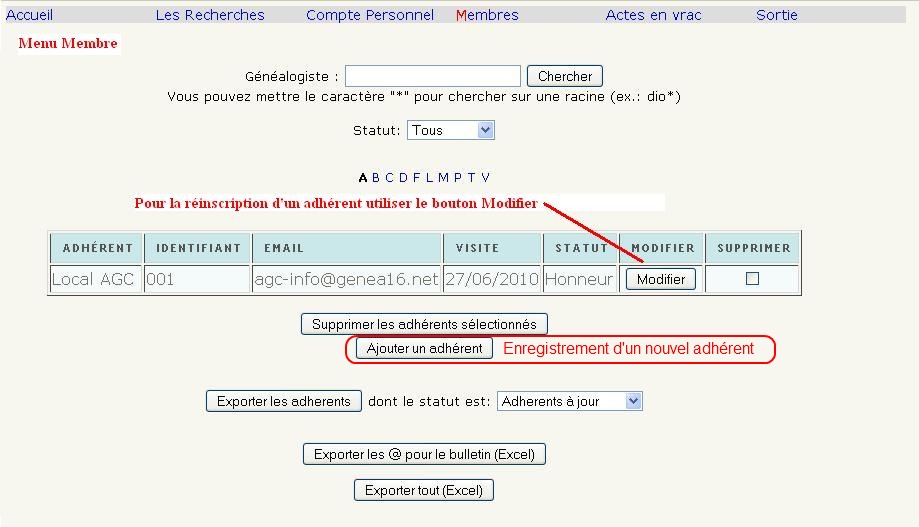 Accueil Les Recherches Compte Personnel Membres Actes en vrac Sortie
Menu Membre
Généalogiste : Chercher
Vous pouvez mettre le caractère "*" pour chercher sur une racine (ex.: dio*)
Statut: Tous
A B C D F L M P T V
Pour la réinscription d'un adhérent utiliser le bouton Modifier
ADHÉRENT IDENTIFIANT EMAIL VISITE STATUT MODIFIER SUPPRIMER
Local AGC 001 agc-info@genea16.net 27/06/2010 Honneur Modifier
Supprimer les adhérents sélectionnés
Ajouter un adhérent Enregistrement d'un nouvel adhérent
Exporter les adherents dont le statut est: Adherents à jour
Exporter les @ pour le bulletin (Excel)
Exporter tout (Excel)